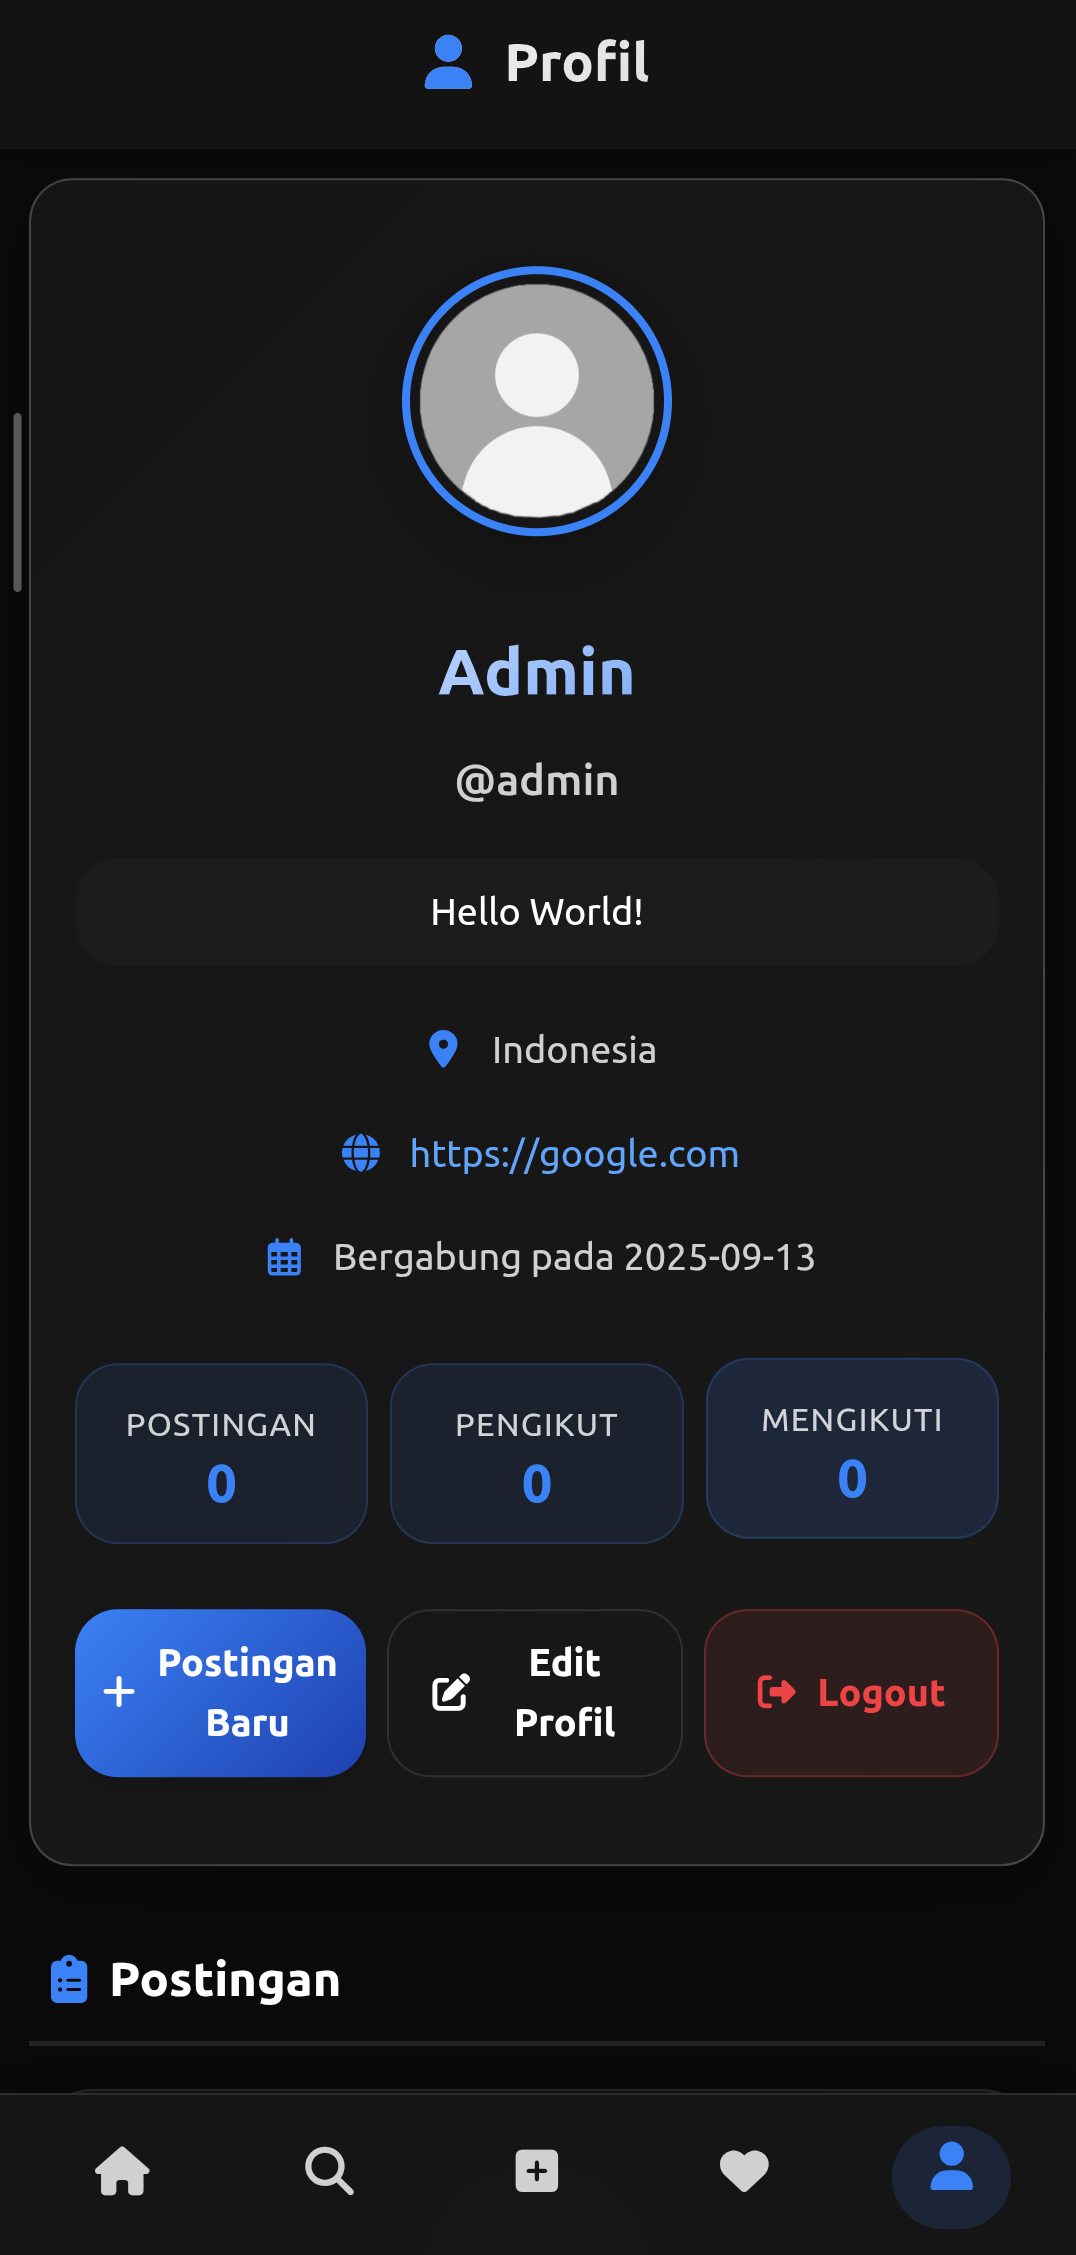 Profil
Admin
@admin
Hello World!
Indonesia
https://google.com
Bergabung pada 2025-09-13
POSTINGAN
0
PENGIKUT
0
MENGIKUTI
0
Postingan
Baru
Edit
Profil
Logout
Postingan